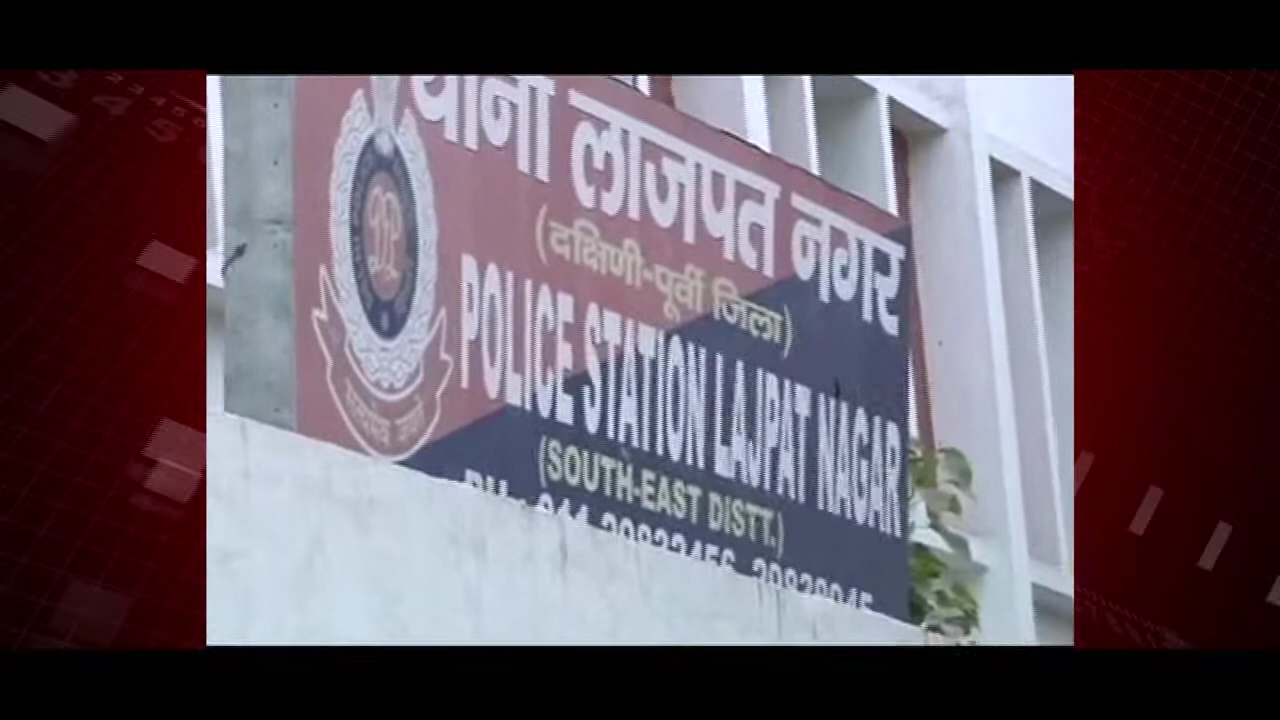 थाना लाजपत नगर
(दक्षिणी-पूर्वी जिला)
POLICE STATION LAJPAT NAGAR
(SOUTH-EAST DISTT.)